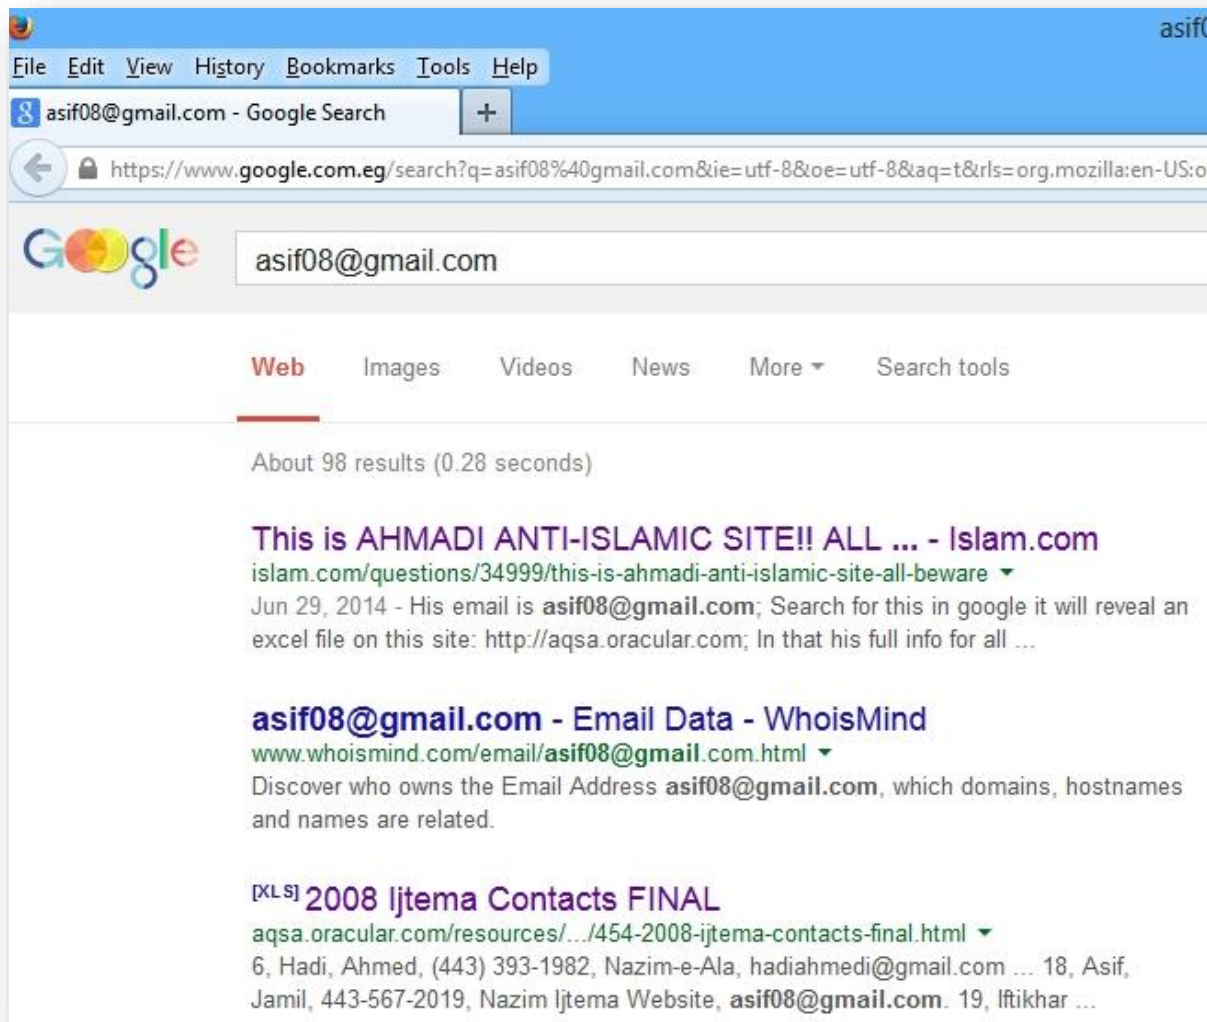 asif0
File Edit View History Bookmarks Tools Help
asif08@gmail.com - Google Search
https://www.google.com.eg/search?q=asif08%40gmail.com&ie=utf-8&oe=utf-8&aq=t&rls=org.mozilla:en-US:o
Google
asif08@gmail.com
Web Images Videos News More Search tools
About 98 results (0.28 seconds)
This is AHMADI ANTI-ISLAMIC SITE!! ALL ... - Islam.com
islam.com/questions/34999/this-is-ahmadi-anti-islamic-site-all-beware
Jun 29, 2014 - His email is asif08@gmail.com; Search for this in google it will reveal an
excel file on this site: http://aqsa.oracular.com; In that his full info for all ...
asif08@gmail.com - Email Data - WhoisMind
www.whoismind.com/email/asif08@gmail.com.html
Discover who owns the Email Address asif08@gmail.com, which domains, hostnames
and names are related.
[XLS] 2008 Ijtema Contacts FINAL
aqsa.oracular.com/resources/.../454-2008-ijtema-contacts-final.html
6, Hadi, Ahmed, (443) 393-1982, Nazim-e-Ala, hadiahmedi@gmail.com ... 18, Asif,
Jamil, 443-567-2019, Nazim Ijtema Website, asif08@gmail.com. 19, Iftikhar ...